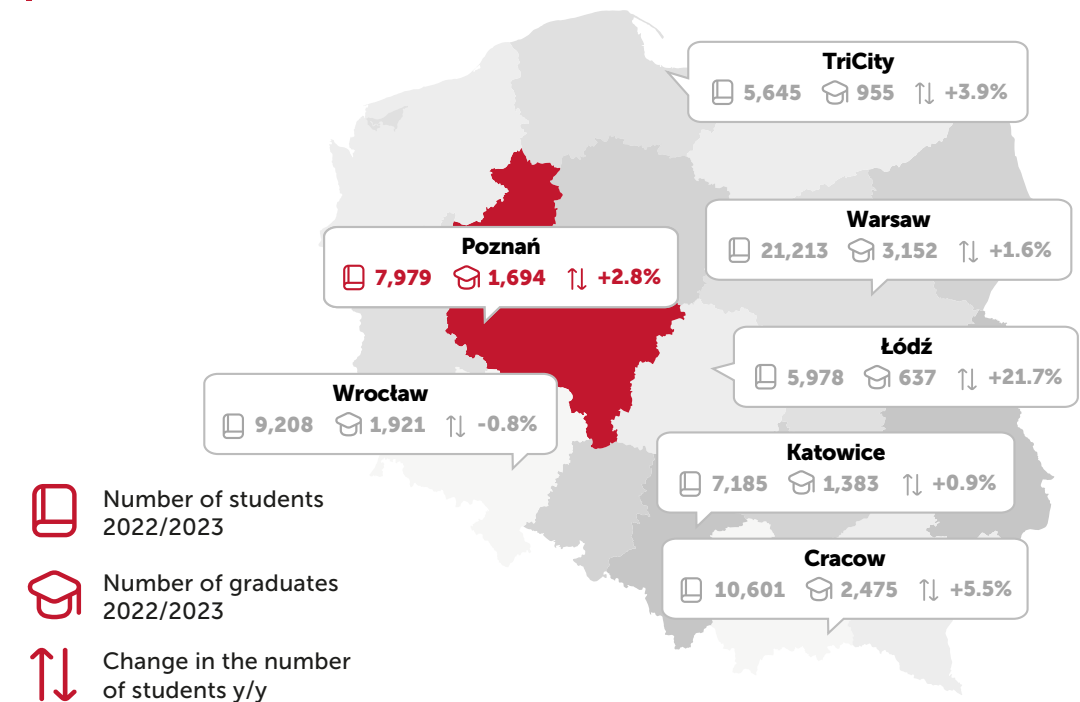 TriCity
5,645 955 +3.9%
Warsaw
21,213 3,152 +1.6%
Poznań
7,979 1,694 +2.8%
Łódź
5,978 637 +21.7%
Wrocław
9,208 1,921 -0.8%
Katowice
7,185 1,383 +0.9%
Cracow
10,601 2,475 +5.5%
Number of students
2022/2023
Number of graduates
2022/2023
Change in the number
of students y/y